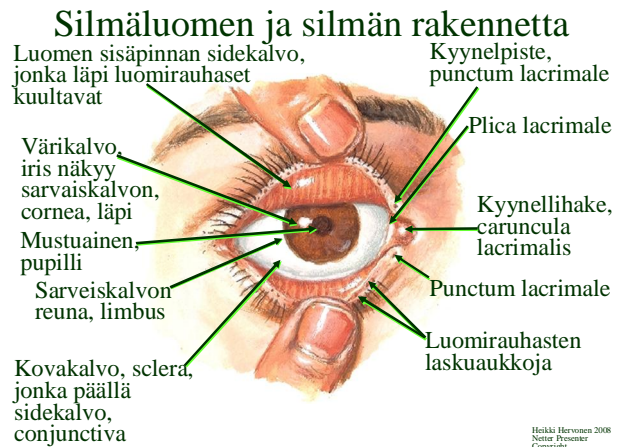 Silmäluomen ja silmän rakennetta
Luomen sisäpinnan sidekalvo,
jonka läpi luomirauhaset
kuultavat
Värikalvo,
iris näkyy
sarvaiskalvon,
cornea, läpi
Mustuainen,
pupilli
Sarveiskalvon
reuna, limbus
Kovakalvo, sclera,
jonka päällä
sidekalvo,
conjunctiva
Kyynelpiste,
punctum lacrimale
Plica lacrimale
Kyynellihake,
caruncula
lacrimalis
Punctum lacrimale
Luomirauhasten
laskuaukkoja
Heikki Hervonen 2008
Netter Presenter
Copyright